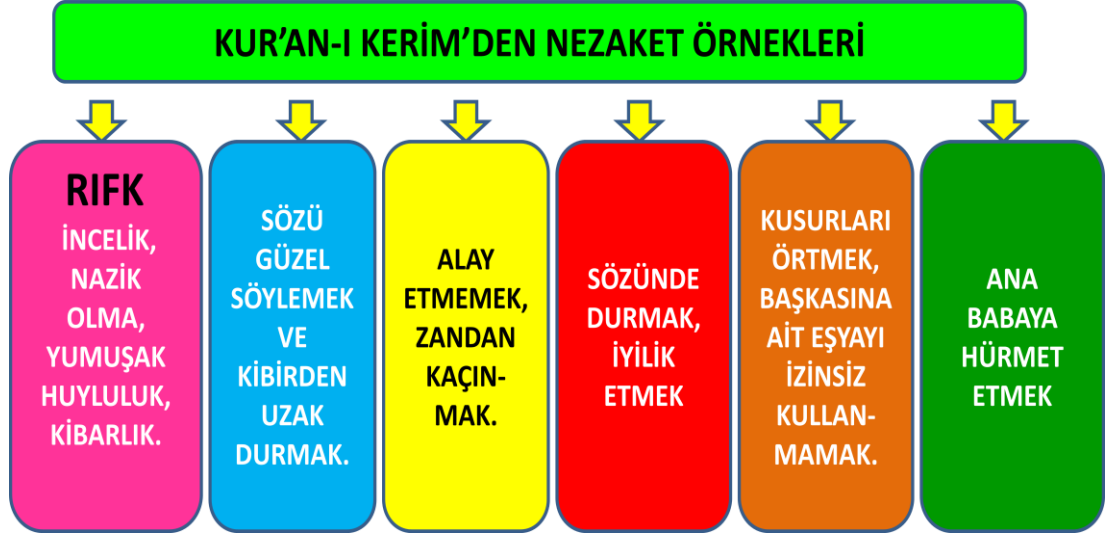 KUR’AN-I KERİM’DEN NEZAKET ÖRNEKLERİ
RIFK
İNCELİK,
NAZİK
OLMA,
YUMUŞAK
HUYLULUK,
KİBARLIK.
SÖZÜ
GÜZEL
SÖYLEMEK
VE
KİBİRDEN
UZAK
DURMAK.
ALAY
ETMEMEK,
ZANDAN
KAÇIN-
MAK.
SÖZÜNDE
DURMAK,
İYİLİK
ETMEK
KUSURLARI
ÖRTMEK,
BAŞKASINA
AİT EŞYAYI
İZİNSİZ
KULLAN-
MAMAK.
ANA
BABAYA
HÜRMET
ETMEK